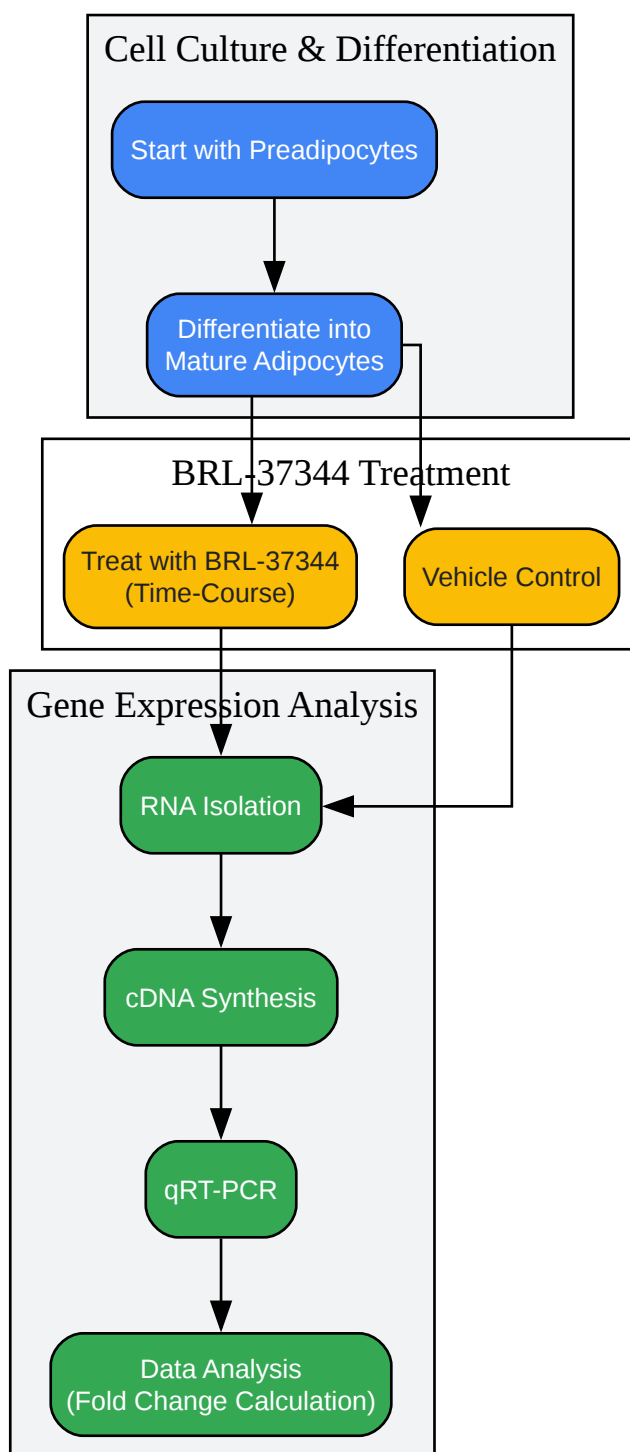 Cell Culture & Differentiation
Start with Preadipocytes
Differentiate into
Mature Adipocytes
BRL-37344 Treatment
Treat with BRL-37344
(Time-Course)
Vehicle Control
Gene Expression Analysis
RNA Isolation
cDNA Synthesis
qRT-PCR
Data Analysis
(Fold Change Calculation)